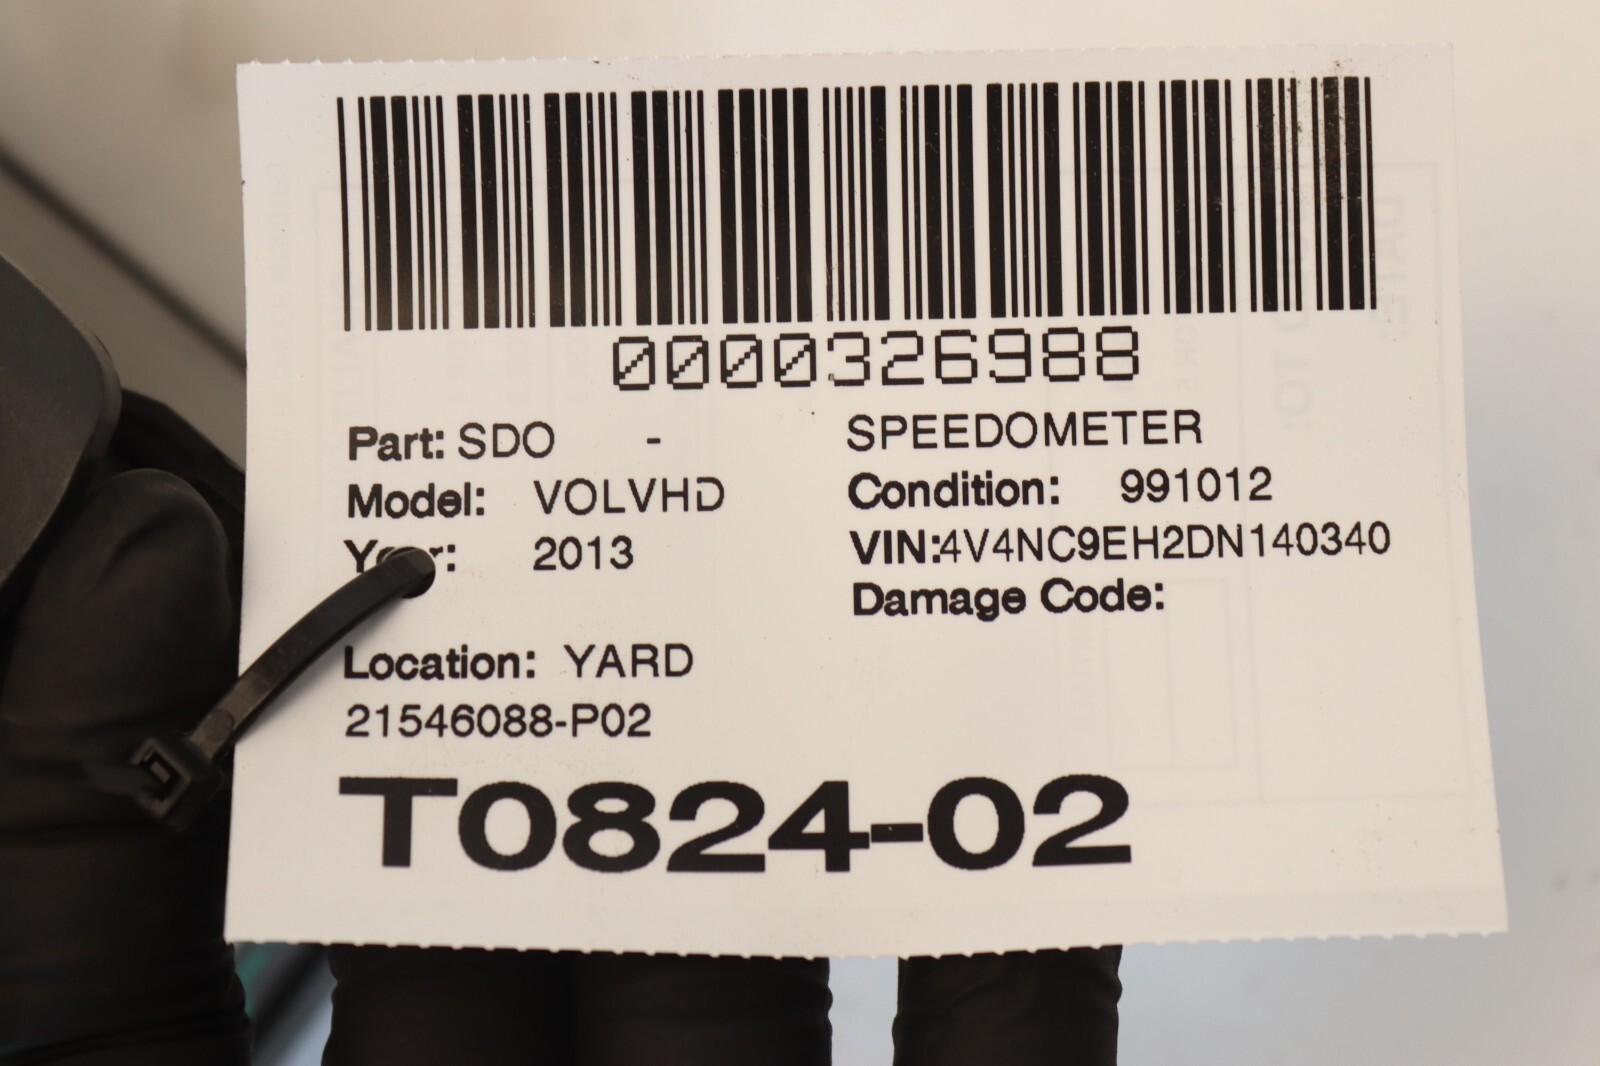 0000326988
Part: SDO - SPEEDOMETER
Model: VOLVHD Condition: 991012
Year: 2013 VIN:4V4NC9EH2DN140340
Damage Code:
Location: YARD
21546088-P02
T0824-02